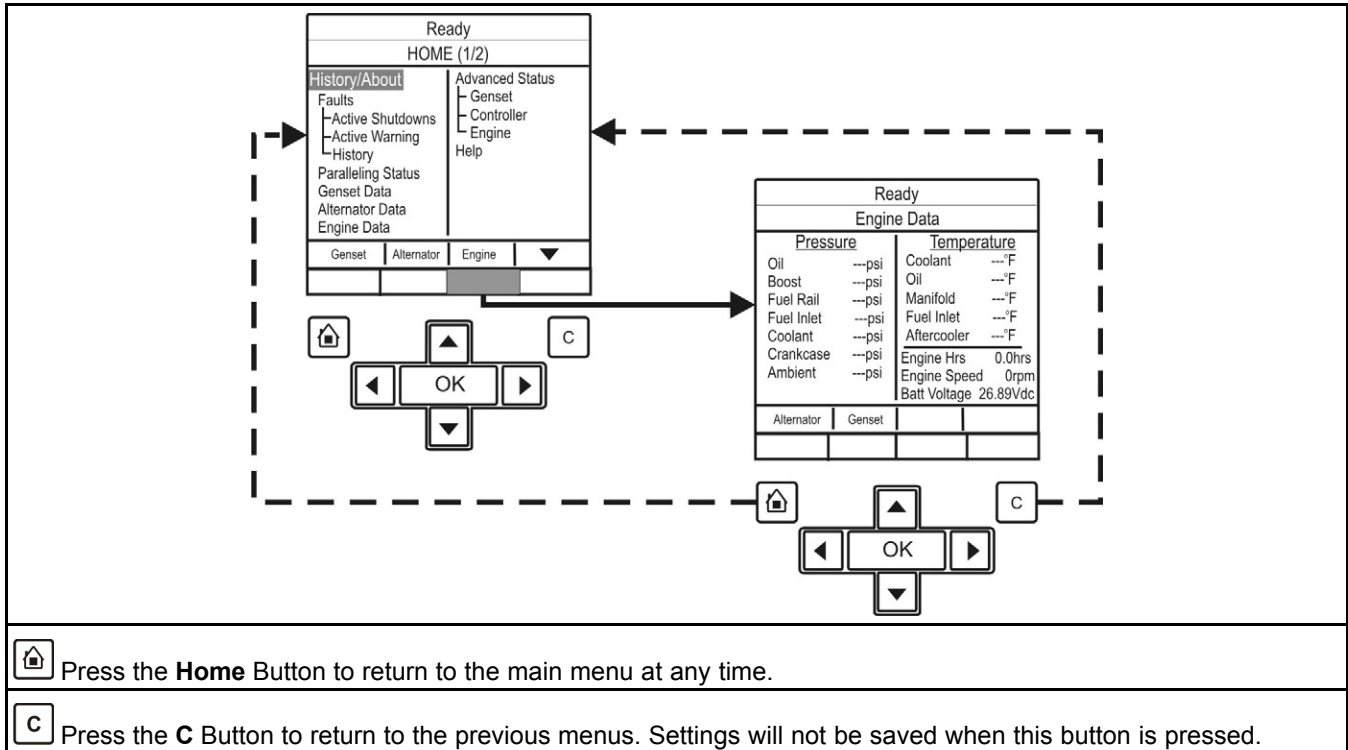 Ready
HOME (1/2)
History/About
Faults
Active Shutdowns
Active Warning
History
Paralleling Status
Genset Data
Alternator Data
Engine Data
Advanced Status
Genset
Controller
Engine
Help
Genset Alternator Engine
C
OK
Ready
Engine Data
Pressure
Oil ---psi
Boost ---psi
Fuel Rail ---psi
Fuel Inlet ---psi
Coolant ---psi
Crankcase ---psi
Ambient ---psi
Temperature
Coolant ---°F
Oil ---°F
Manifold ---°F
Fuel Inlet ---°F
Aftercooler ---°F
Engine Hrs 0.0hrs
Engine Speed 0rpm
Batt Voltage 26.89Vdc
Alternator Genset
C
OK
Press the Home Button to return to the main menu at any time.
C Press the C Button to return to the previous menus. Settings will not be saved when this button is pressed.